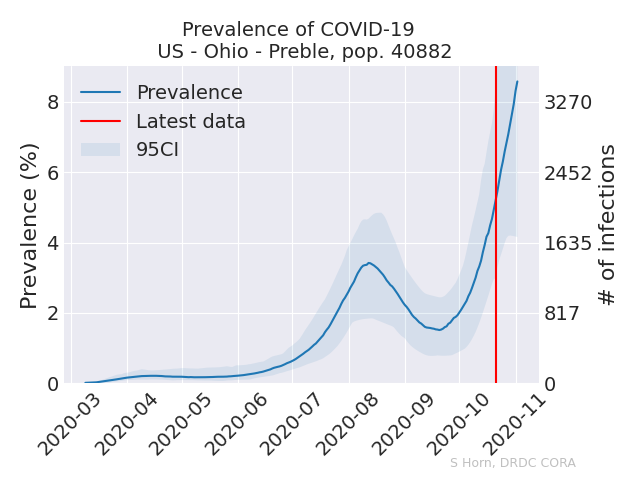 Prevalence of COVID-19
US - Ohio - Preble, pop. 40882
Prevalence
Latest data
95CI
Prevalence (%)
8
6
4
2
0
3270
2452
1635
817
0
# of infections
2020-03
2020-04
2020-05
2020-06
2020-07
2020-08
2020-09
2020-10
2020-11
S Horn, DRDC CORA